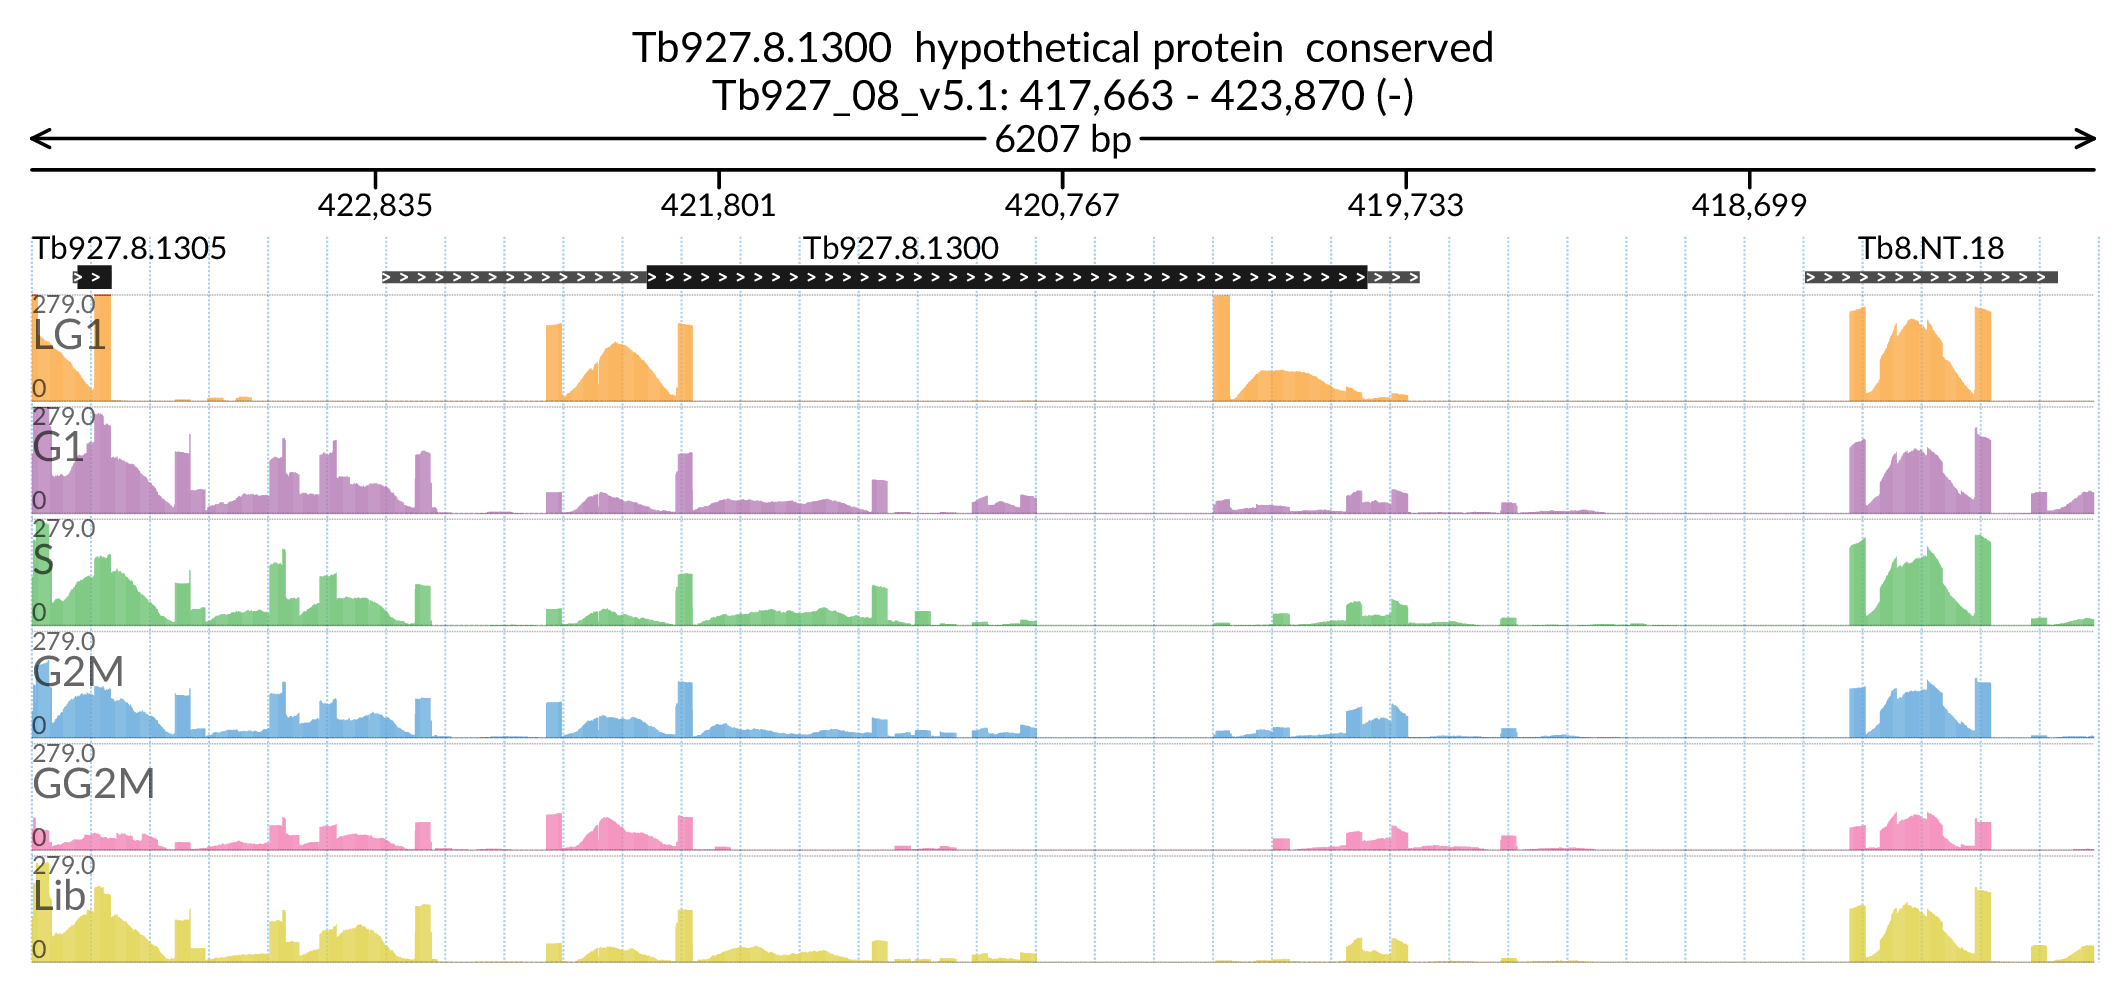 Tb927.8.1300 hypothetical protein conserved
Tb927_08_v5.1: 417,663 - 423,870 (-)
6207 bp
422,835 421,801 420,767 419,733 418,699
Tb927.8.1305 Tb927.8.1300 Tb8.NT.18
279.0
LG1
0
279.0
G1
0
279.0
S
0
279.0
G2M
0
279.0
GG2M
0
279.0
Lib
0